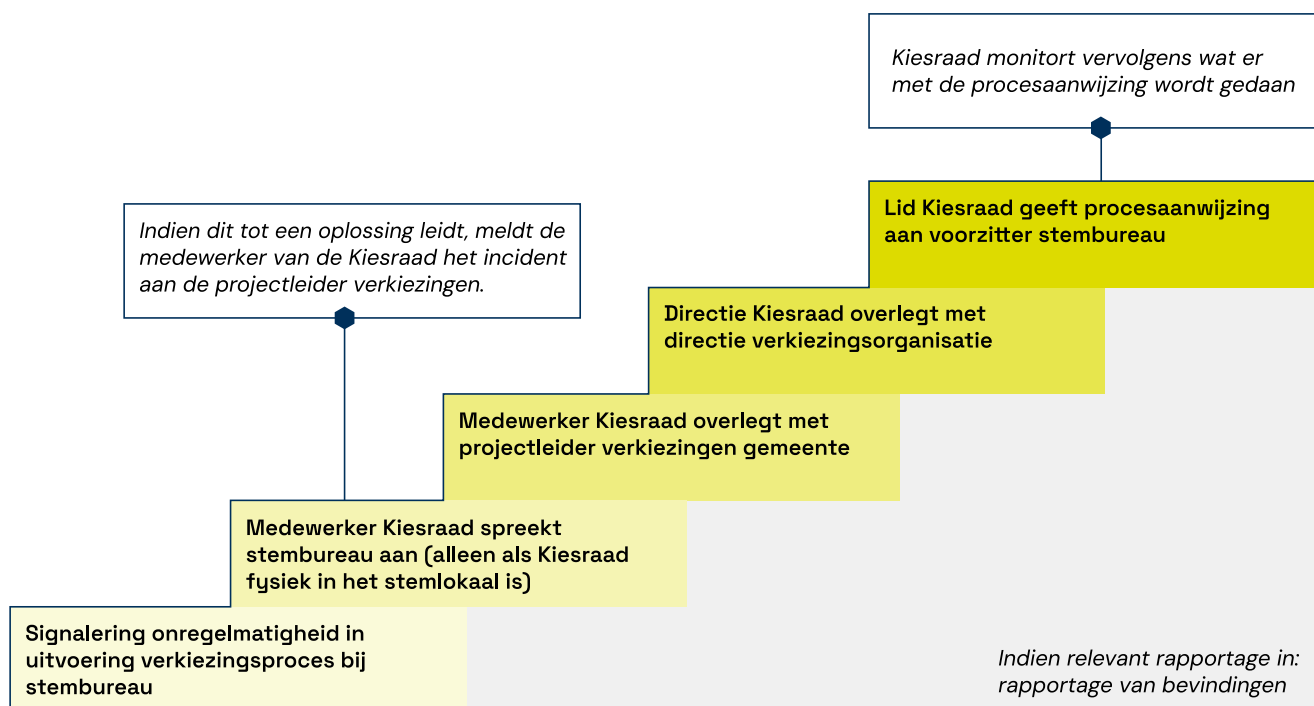 Kiesraad monitort vervolgens wat er
met de procesaanwijzing wordt gedaan
Lid Kiesraad geeft procesaanwijzing
aan voorzitter stembureau
Indien dit tot een oplossing leidt, meldt de
medewerker van de Kiesraad het incident
aan de projectleider verkiezingen.
Directie Kiesraad overlegt met
directie verkiezingsorganisatie
Medewerker Kiesraad overlegt met
projectleider verkiezingen gemeente
Medewerker Kiesraad spreekt
stembureau aan (alleen als Kiesraad
fysiek in het stemlokaal is)
Signalering onregelmatigheid in
uitvoering verkiezingsproces bij
stembureau
Indien relevant rapportage in:
rapportage van bevindingen